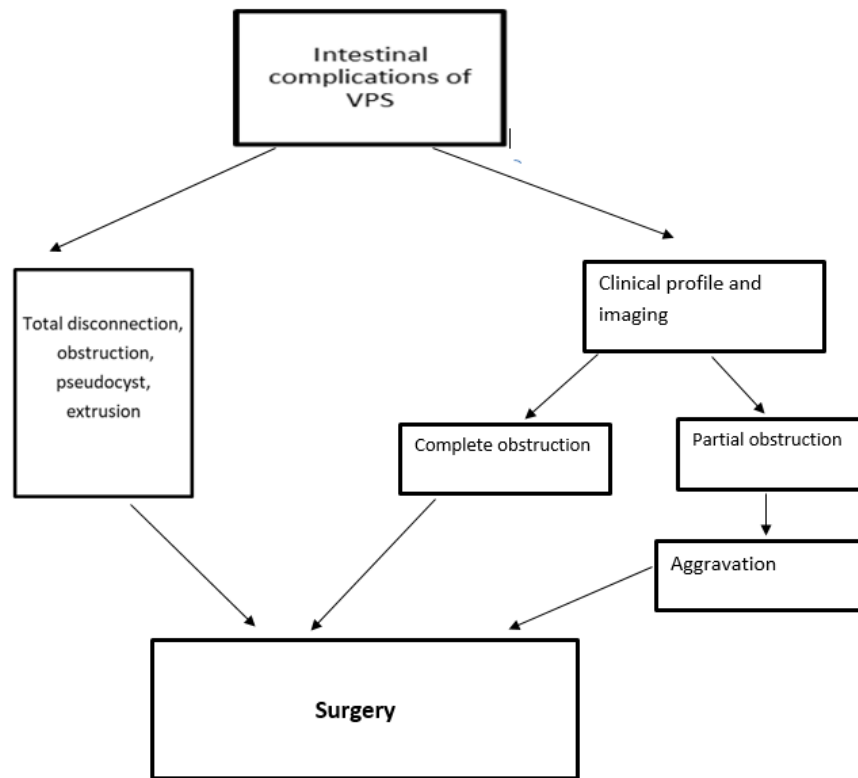 Intestinal
complications of
VPS
Total disconnection,
obstruction,
pseudocyst,
extrusion
Clinical profile and
imaging
Complete obstruction
Partial obstruction
Aggravation
Surgery